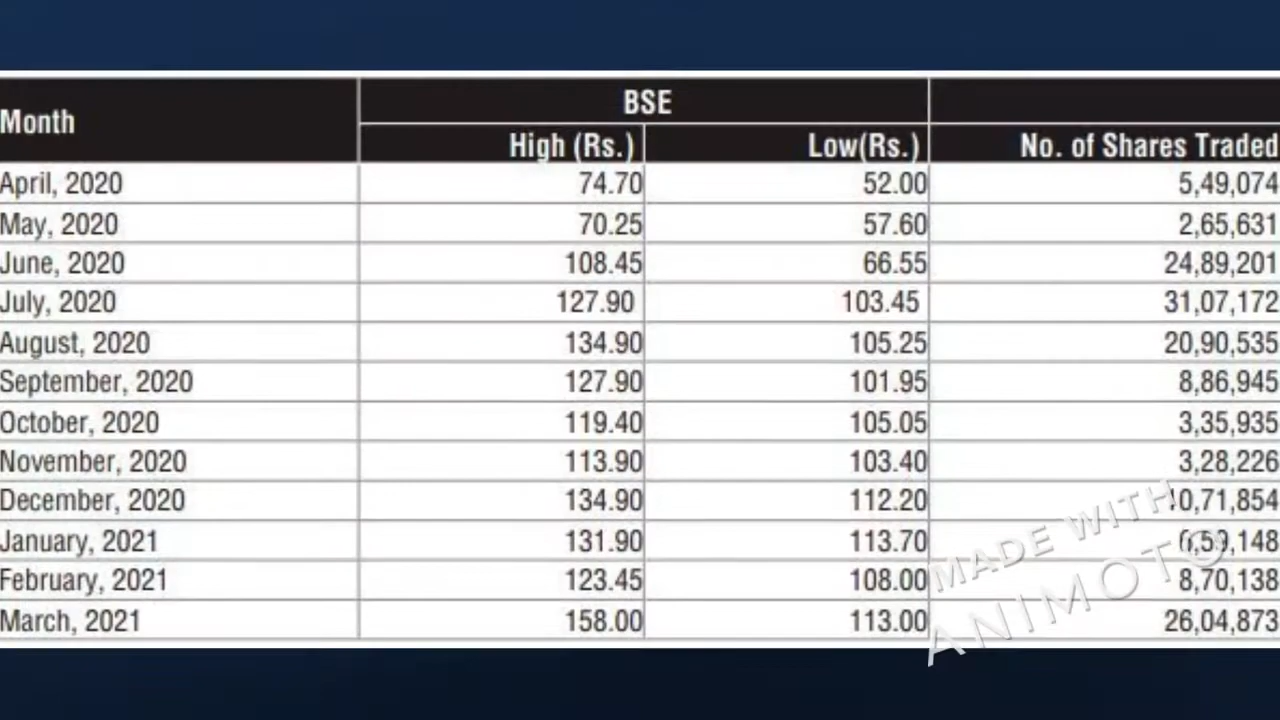 Month BSE
High (Rs.) Low(Rs.) No. of Shares Traded
April, 2020 74.70 52.00 5,49,074
May, 2020 70.25 57.60 2,65,631
June, 2020 108.45 66.55 24,89,201
July, 2020 127.90 103.45 31,07,172
August, 2020 134.90 105.25 20,90,535
September, 2020 127.90 101.95 8,86,945
October, 2020 119.40 105.05 3,35,935
November, 2020 113.90 103.40 3,28,226
December, 2020 134.90 112.20 10,71,854
January, 2021 131.90 113.70 6,59,148
February, 2021 123.45 108.00 8,70,138
March, 2021 158.00 113.00 26,04,873
MADE WITH
ANIMOTO